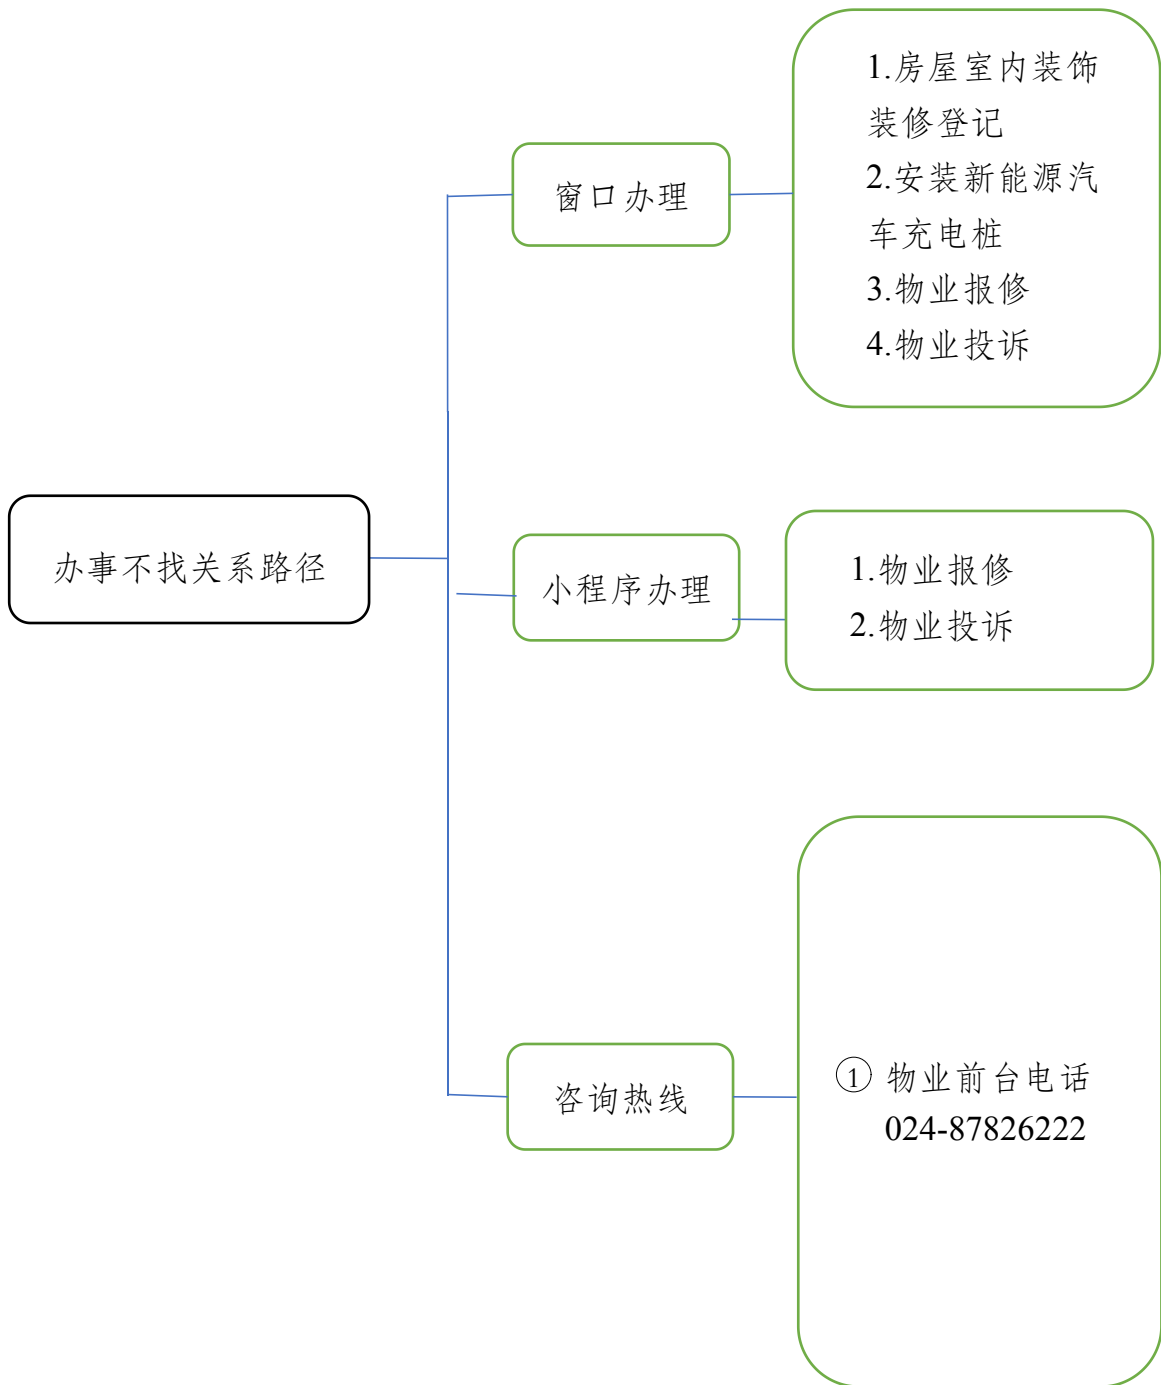 办事不找关系路径
窗口办理
1.房屋室内装饰
装修登记
2.安装新能源汽
车充电桩
3.物业报修
4.物业投诉
小程序办理
1.物业报修
2.物业投诉
咨询热线
① 物业前台电话
024-87826222